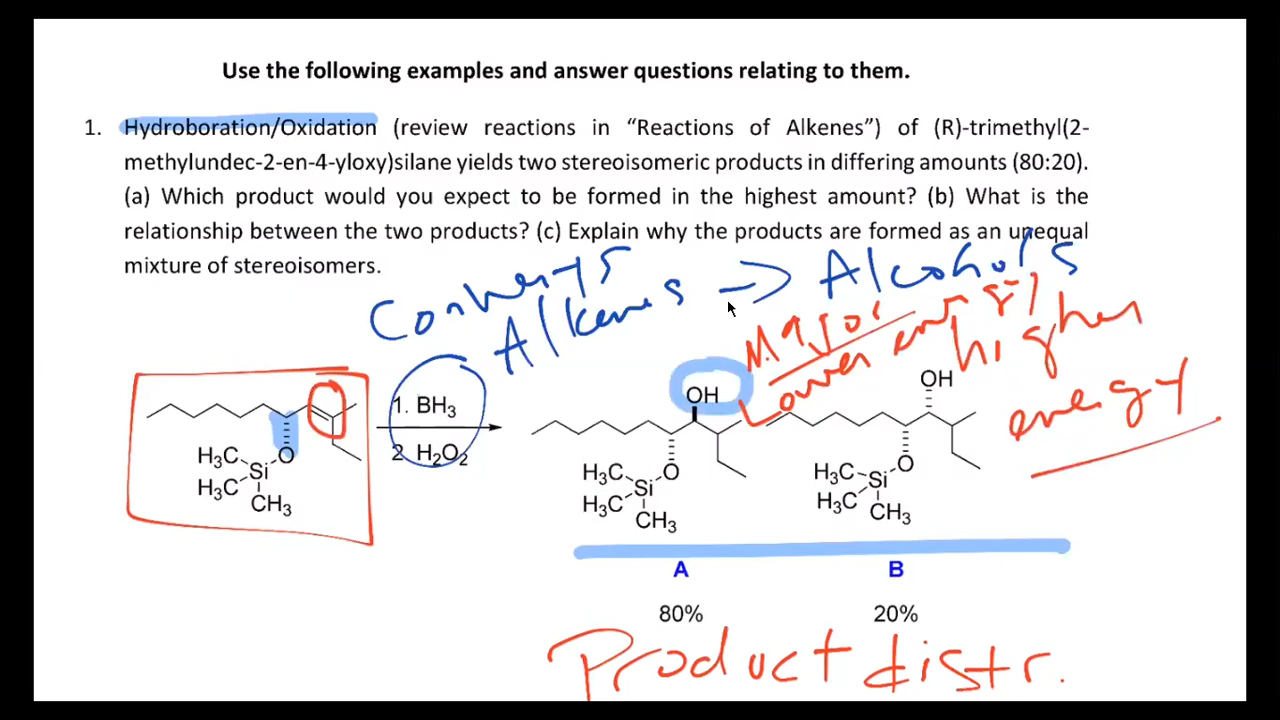 Use the following examples and answer questions relating to them.
1. Hydroboration/Oxidation (review reactions in “Reactions of Alkenes”) of (R)-trimethyl(2-
methylundec-2-en-4-yloxy)silane yields two stereoisomeric products in differing amounts (80:20).
(a) Which product would you expect to be formed in the highest amount? (b) What is the
relationship between the two products? (c) Explain why the products are formed as an unequal
mixture of stereoisomers.
Converts
Alkenes -> Alcohols
Major
Lower
higher
energy
1. BH3
2. H2O2
H3C
Si
O
H3C
CH3
OH
H3C
Si
O
H3C
CH3
OH
H3C
Si
O
H3C
CH3
A
B
80%
20%
Product distr.